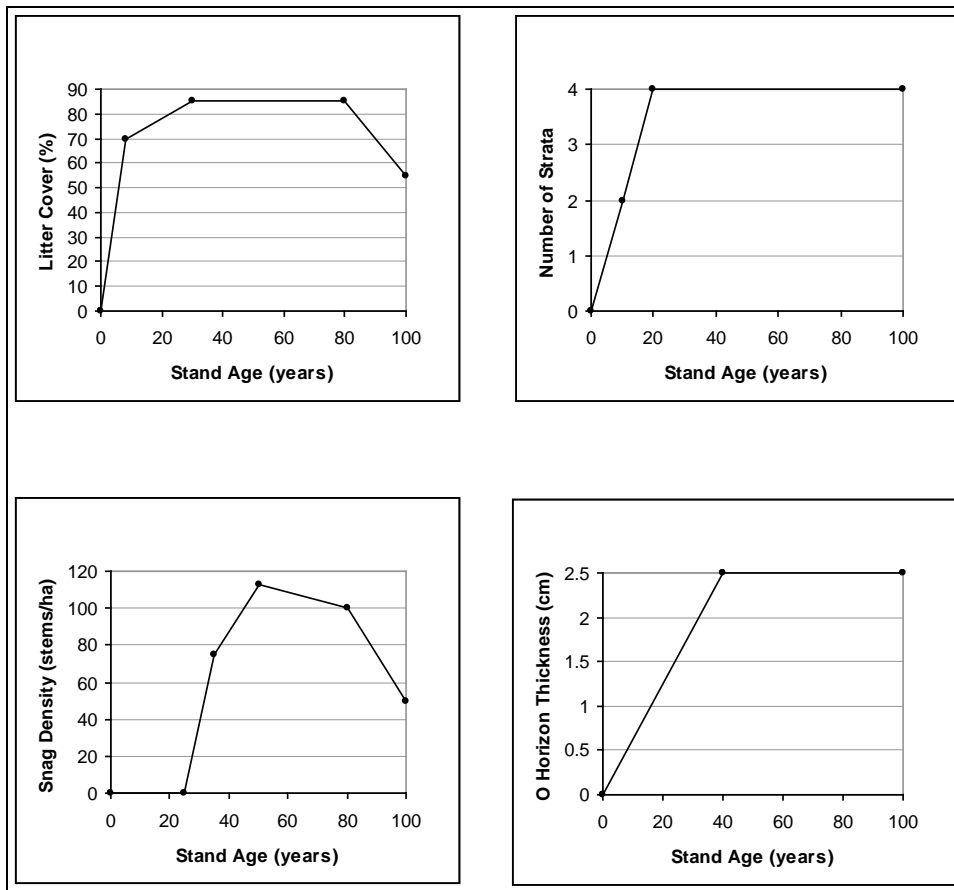 90
80
70
60
50
40
30
20
10
0
Litter Cover (%)
0 20 40 60 80 100
Stand Age (years)
4
3
2
1
0
Number of Strata
0 20 40 60 80 100
Stand Age (years)
120
100
80
60
40
20
0
Snag Density (stems/ha)
0 20 40 60 80 100
Stand Age (years)
2.5
2
1.5
1
0.5
0
O Horizon Thickness (cm)
0 20 40 60 80 100
Stand Age (years)